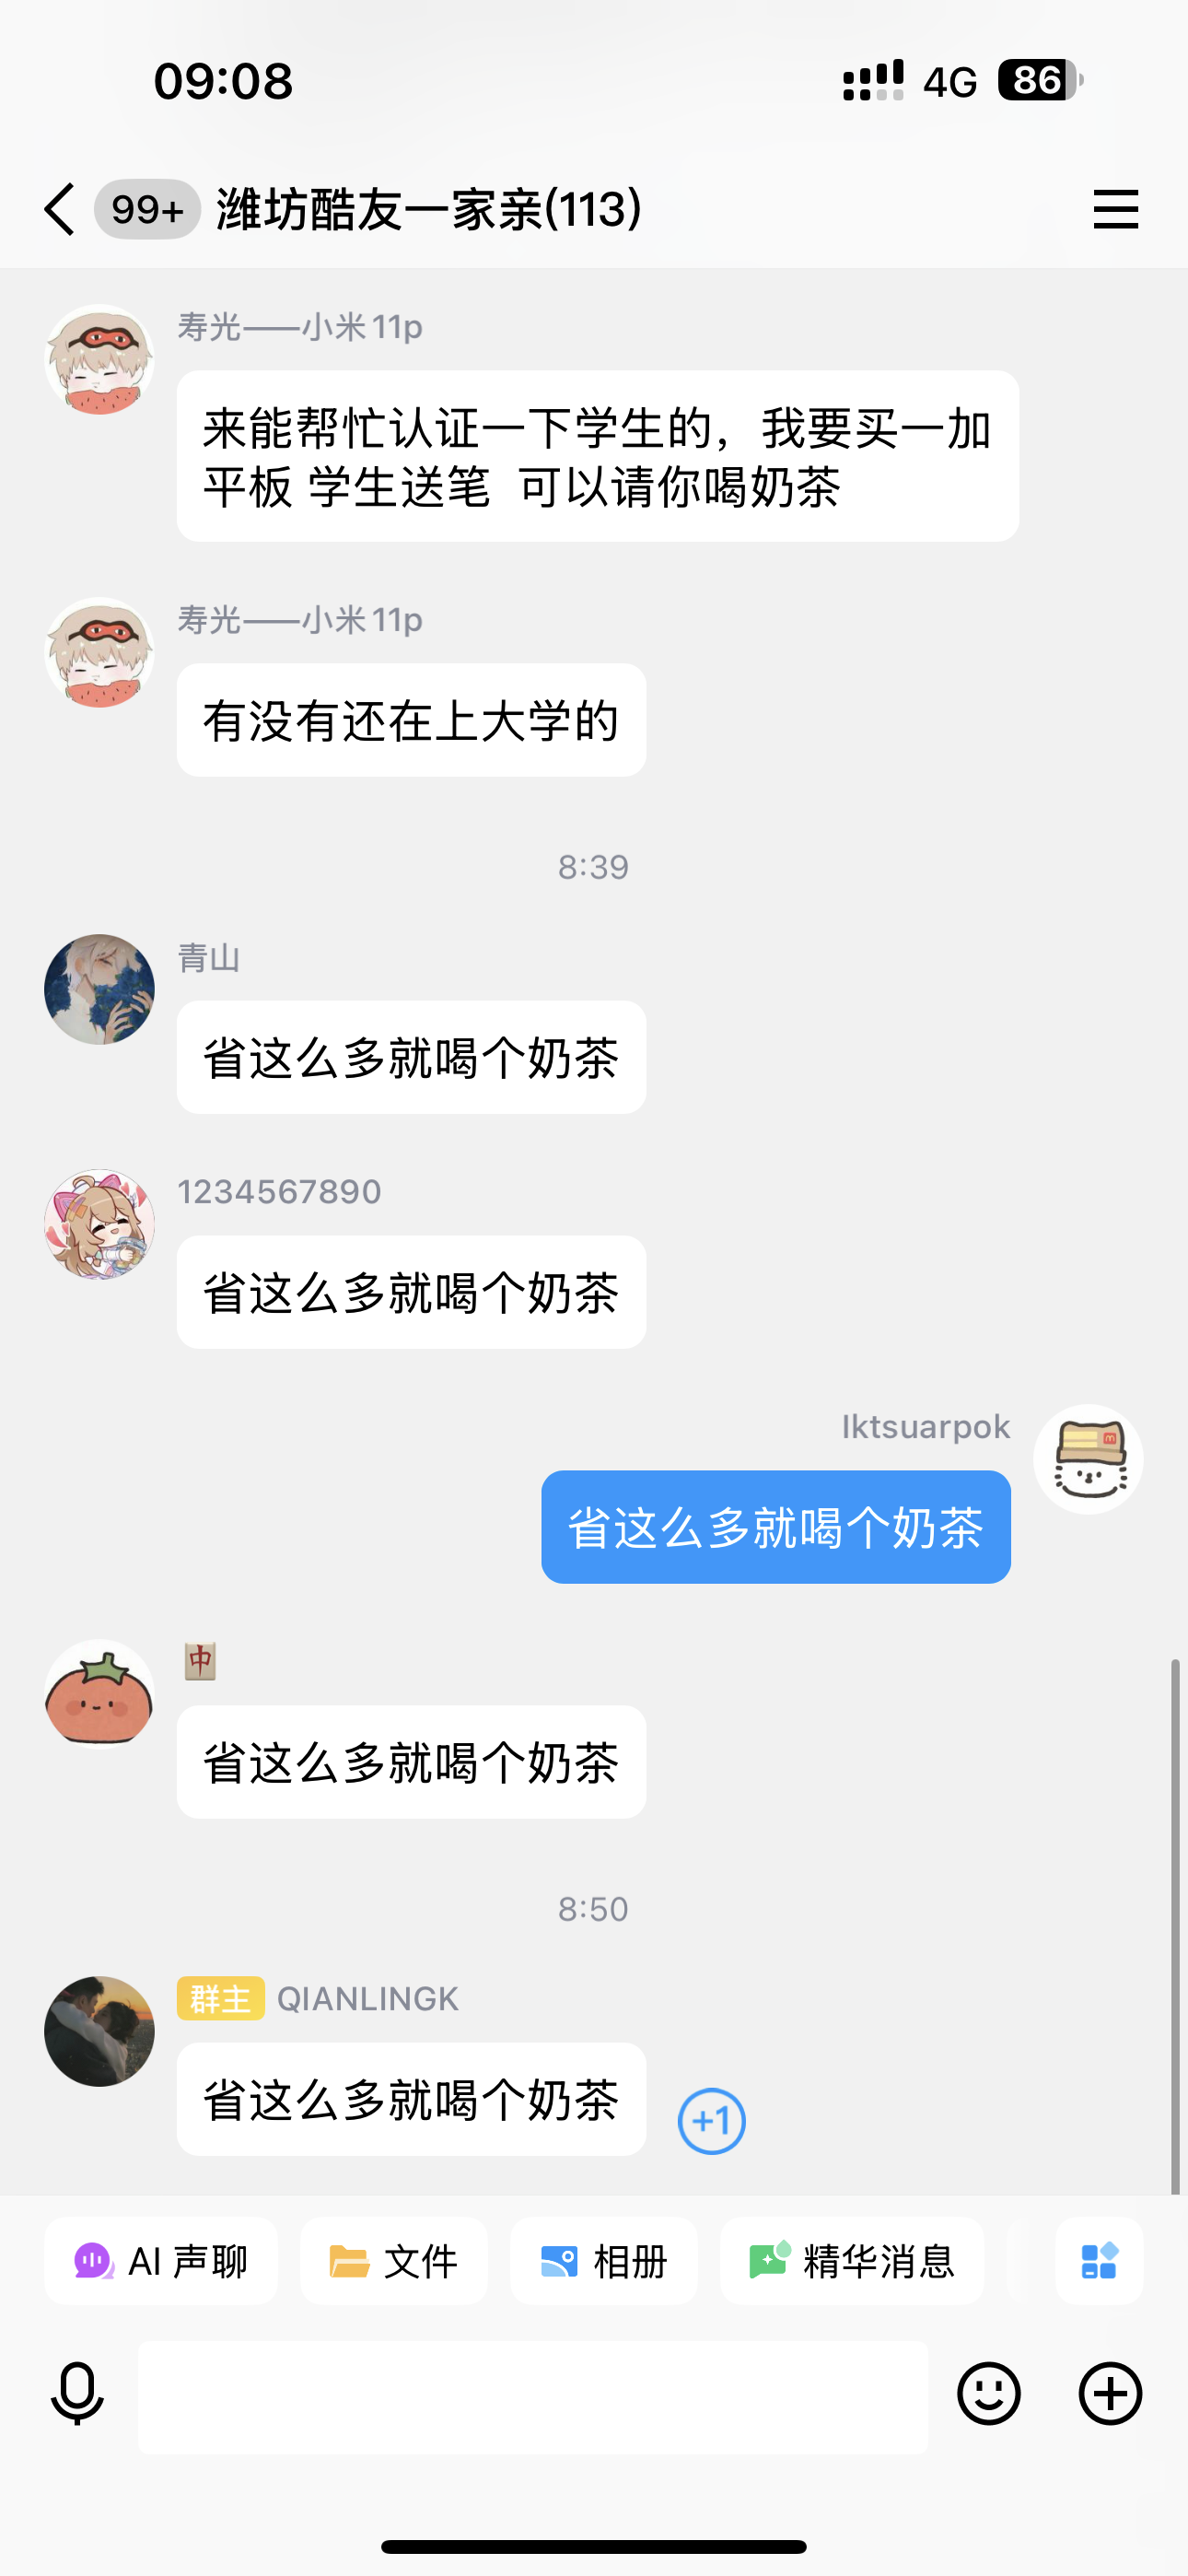 09:08
4G
86
99+
潍坊酷友一家亲(113)
寿光——小米11p
来能帮忙认证一下学生的，我要买一加
平板 学生送笔 可以请你喝奶茶
寿光——小米11p
有没有还在上大学的
8:39
青山
省这么多就喝个奶茶
1234567890
省这么多就喝个奶茶
Iktsuarpok
省这么多就喝个奶茶
🀄
省这么多就喝个奶茶
8:50
群主 QIANLINGK
省这么多就喝个奶茶
+1
AI 声聊
文件
相册
精华消息